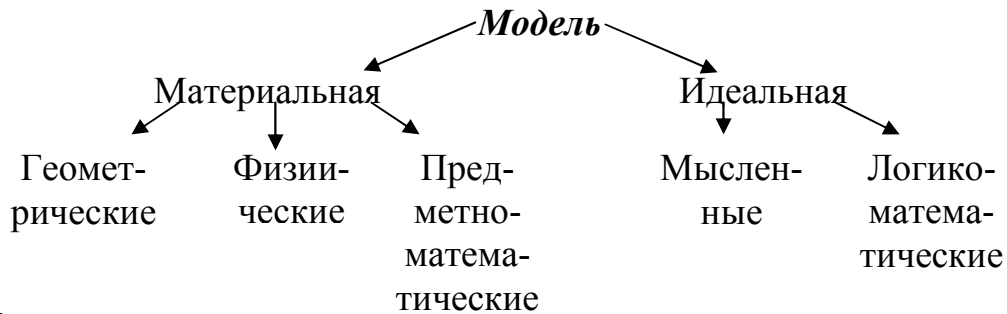 Модель
Материальная Идеальная
Геомет- Физии- Пред- Мыслен- Логико-
рические ческие метно- ные матема-
матема- тические
тические